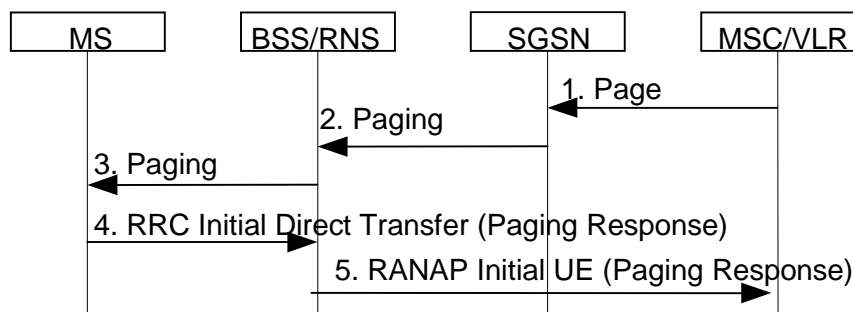 MS
BSS/RNS
SGSN
MSC/VLR
1. Page
2. Paging
3. Paging
4. RRC Initial Direct Transfer (Paging Response)
5. RANAP Initial UE (Paging Response)